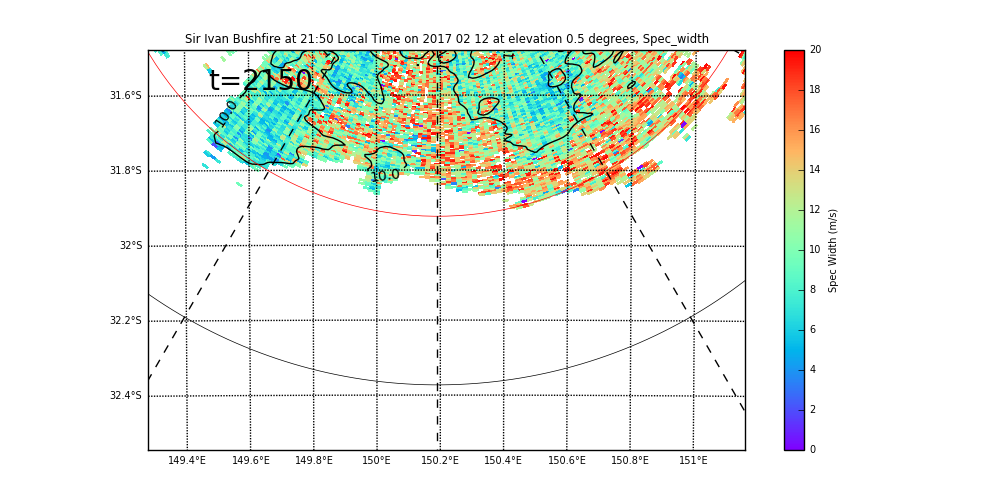 Sir Ivan Bushfire at 21:50 Local Time on 2017 02 12 at elevation 0.5 degrees, Spec_width
t=2150
10.0
10.0
31.6°S
31.8°S
32°S
32.2°S
32.4°S
149.4°E 149.6°E 149.8°E 150°E 150.2°E 150.4°E 150.6°E 150.8°E 151°E
20
18
16
14
12
10
8
6
4
2
0
Spec Width (m/s)